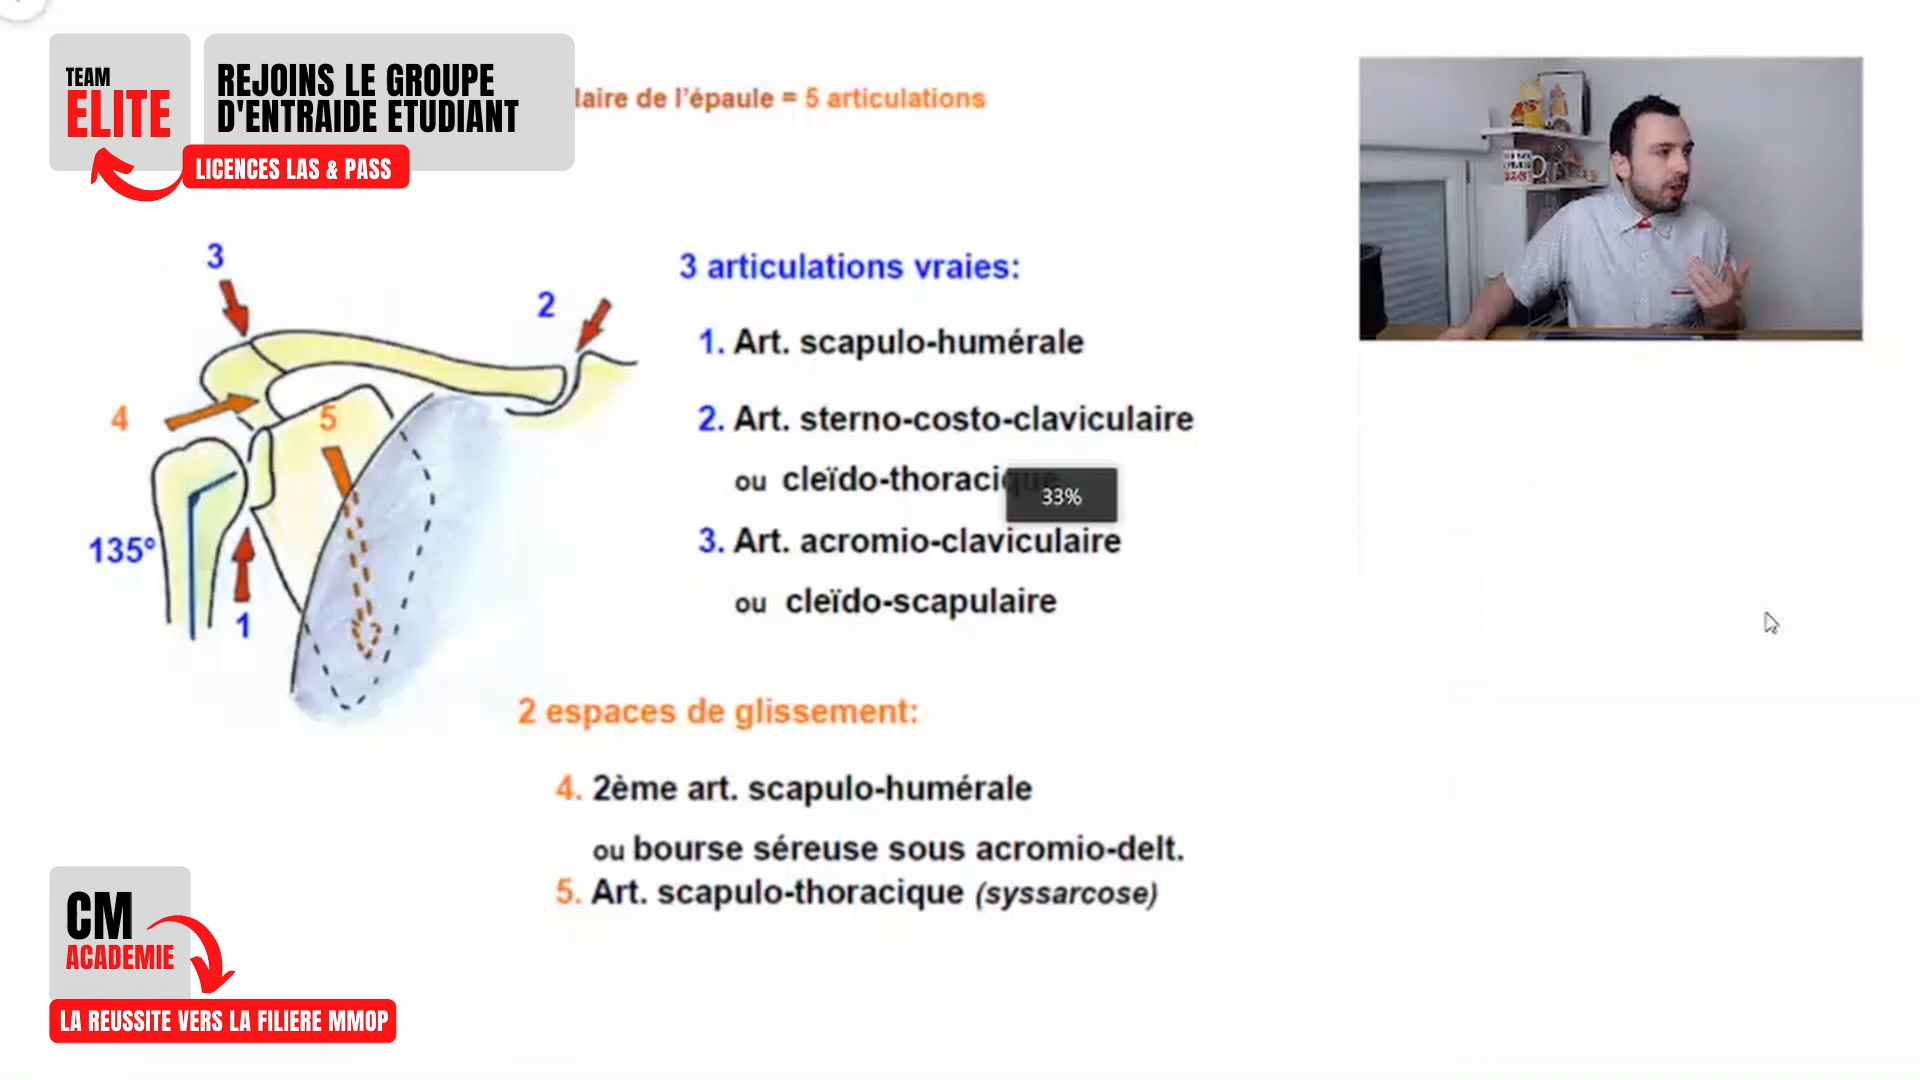 TEAM
ELITE
REJOINS LE GROUPE
D'ENTRAIDE ETUDIANT
LICENCES LAS & PASS
laire de l'épaule = 5 articulations
3
2
4
5
135°
1
3 articulations vraies:
1. Art. scapulo-humérale
2. Art. sterno-costo-claviculaire
ou cleïdo-thoracique
33%
3. Art. acromio-claviculaire
ou cleïdo-scapulaire
2 espaces de glissement:
4. 2ème art. scapulo-humérale
ou bourse séreuse sous acromio-delt.
5. Art. scapulo-thoracique (syssarcose)
CM
ACADEMIE
LA REUSSITE VERS LA FILIERE MMOP